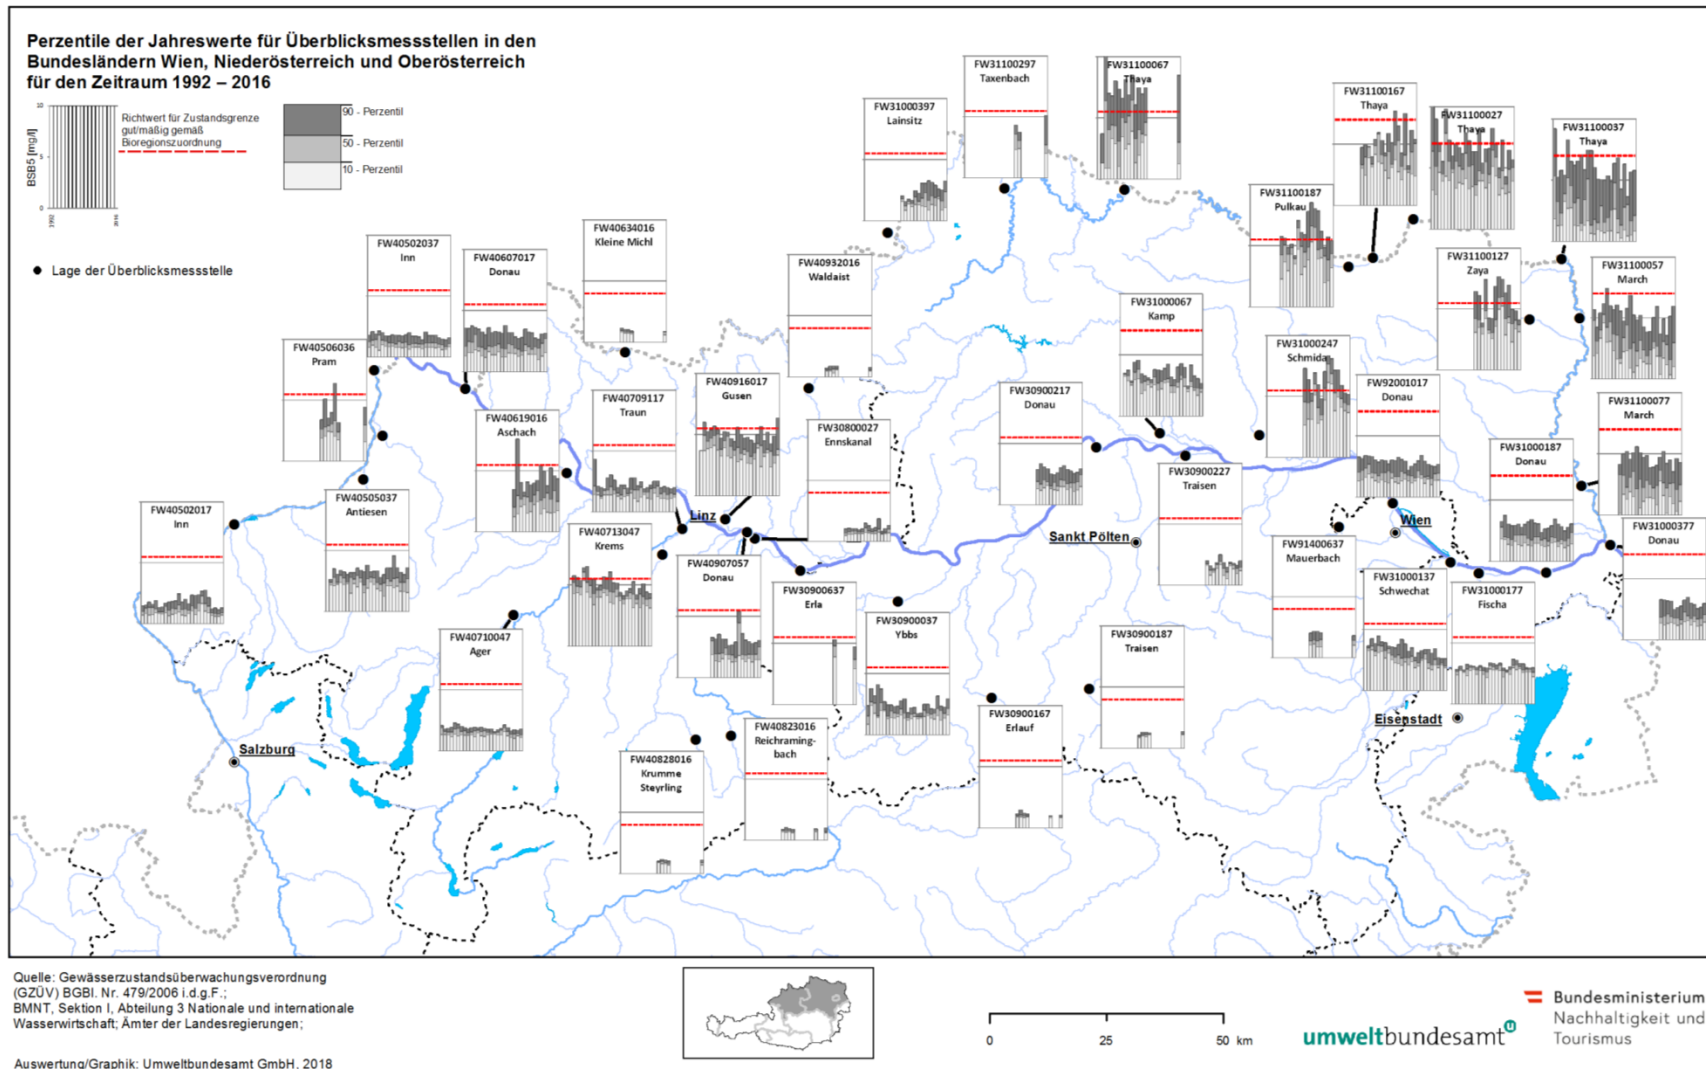 Perzentile der Jahreswerte für Überblicksmessstellen in den
Bundesländern Wien, Niederösterreich und Oberösterreich
für den Zeitraum 1992 – 2016
10
5
0
BSB5 [mg/l]
1992
2016
Richtwert für Zustandsgrenze
gut/mäßig gemäß
Bioregionszuordnung
90 - Perzentil
50 - Perzentil
10 - Perzentil
Lage der Überblicksmessstelle
FW31100297
Taxenbach
FW31100067
Thaya
FW31000397
Lainsitz
FW31100167
Thaya
FW31100027
Thaya
FW31100037
Thaya
FW31100187
Pulkau
FW40634016
Kleine Michl
FW40502037
Inn
FW40607017
Donau
FW40932016
Waldaist
FW31100127
Zaya
FW31100057
March
FW31000067
Kamp
FW40506036
Pram
FW31000247
Schmida
FW40916017
Gusen
FW92001017
Donau
FW30900217
Donau
FW40709117
Traun
FW31100077
March
FW40619016
Aschach
FW30800027
Ennskanal
FW31000187
Donau
FW30900227
Traisen
FW40505037
Antiesen
FW40502017
Inn
Linz
Wien
FW31000377
Donau
FW40713047
Krems
Sankt Pölten
FW91400637
Mauerbach
FW40907057
Donau
FW31000137
Schwechat
FW30900637
Erla
FW31000177
Fischa
FW30900037
Ybbs
FW30900187
Traisen
FW40710047
Ager
FW30900167
Erlauf
Eisenstadt
FW40823016
Reichraming-
bach
Salzburg
FW40828016
Krumme
Steyrling
Quelle: Gewässerzustandsüberwachungsverordnung
(GZÜV) BGBl. Nr. 479/2006 i.d.g.F.;
BMNT, Sektion I, Abteilung 3 Nationale und internationale
Wasserwirtschaft; Ämter der Landesregierungen;
Auswertung/Graphik: Umweltbundesamt GmbH, 2018
0
25
50 km
umweltbundesamt u
Bundesministerium
Nachhaltigkeit und
Tourismus